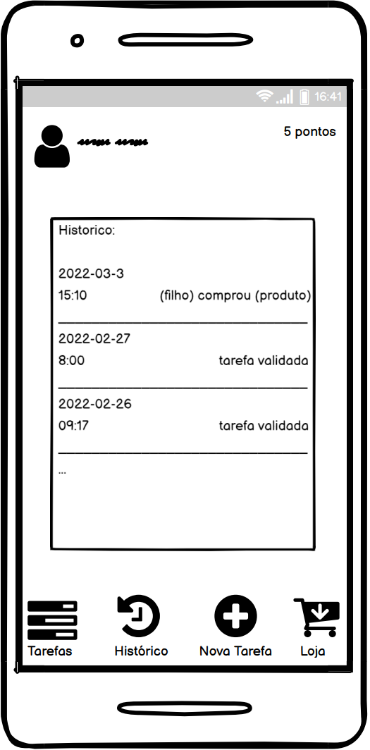 16:41
5 pontos
Historico:
2022-03-3
15:10 (filho) comprou (produto)
2022-02-27
8:00 tarefa validada
2022-02-26
09:17 tarefa validada
...
Tarefas Histórico Nova Tarefa Loja